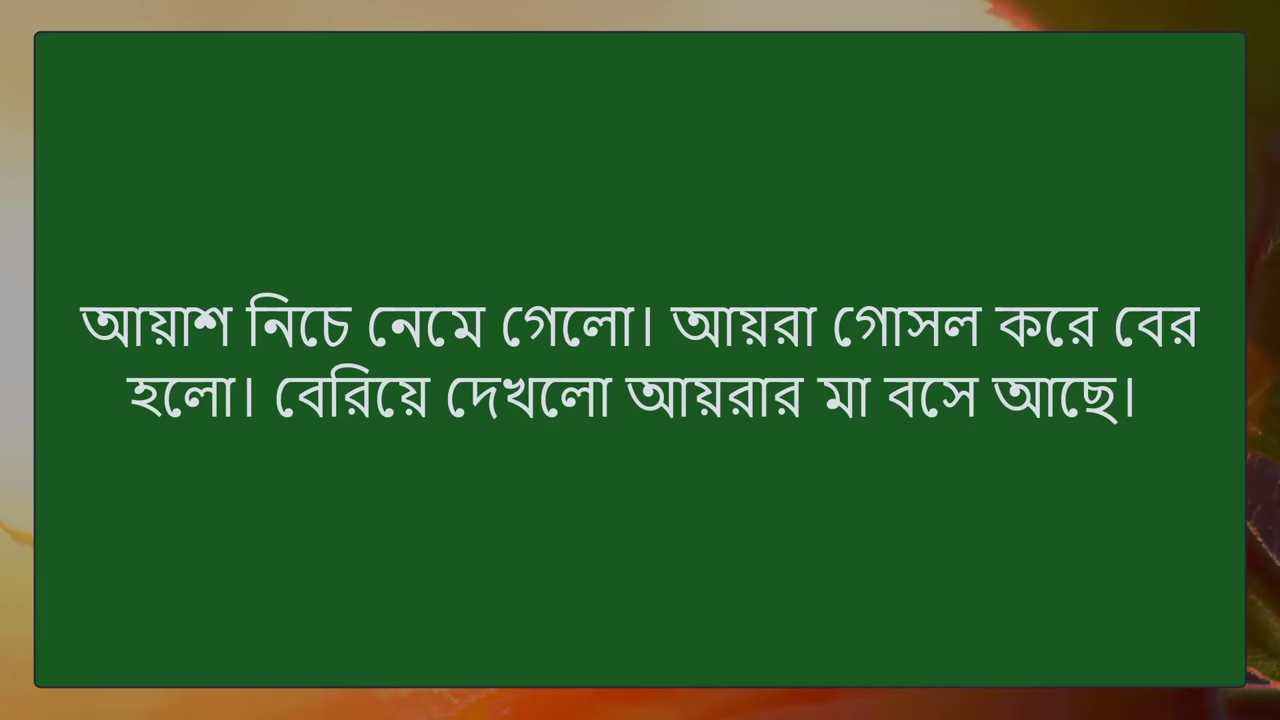 আয়াশ নিচে নেমে গেলো। আয়রা গোসল করে বের
হলো। বেরিয়ে দেখলো আয়রার মা বসে আছে।